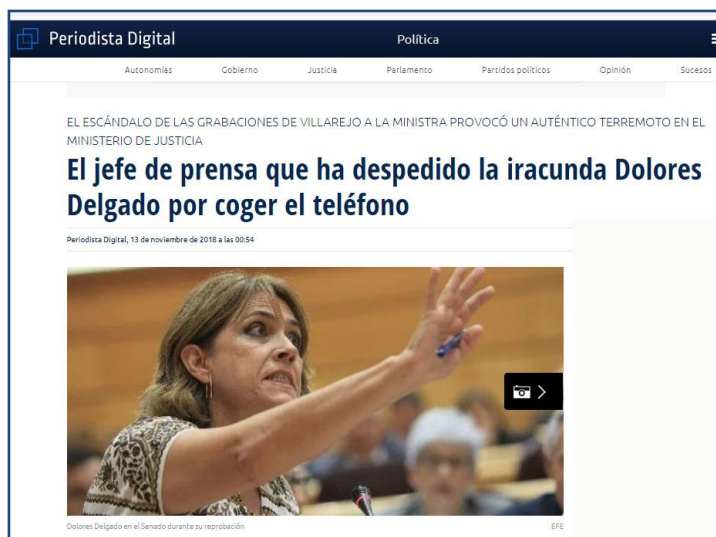 Periodista Digital
Política
Autonomías Gobierno Justicia Parlamento Partidos políticos Opinión Sucesos
EL ESCÁNDALO DE LAS GRABACIONES DE VILLAREJO A LA MINISTRA PROVOCÓ UN AUTÉNTICO TERREMOTO EN EL
MINISTERIO DE JUSTICIA
El jefe de prensa que ha despedido la iracunda Dolores
Delgado por coger el teléfono
Periodista Digital, 13 de noviembre de 2018 a las 00:54
Dolores Delgado en el Senado durante su reprobación
EFE